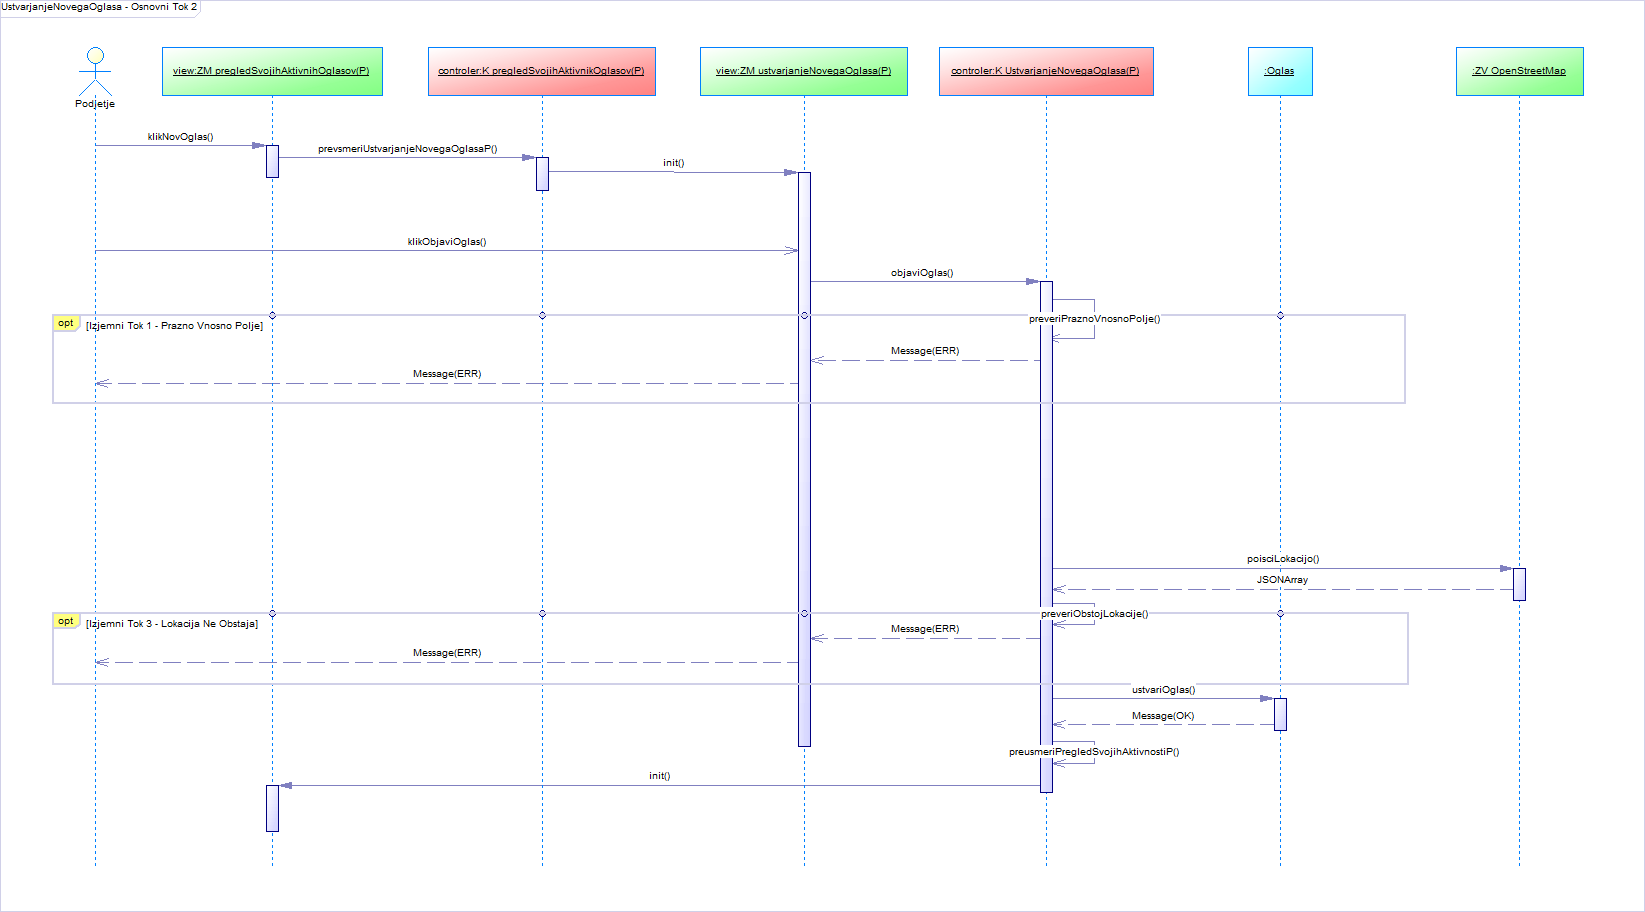 UstvarjanjeNovegaOglasa - Osnovni Tok 2
Podjetje
view:ZM pregledSvojihAktivnihOglasov(P)
controler:K pregledSvojihAktivnikOglasov(P)
view:ZM ustvarjanjeNovegaOglasa(P)
controler:K UstvarjanjeNovegaOglasa(P)
:Oglas
:ZV OpenStreetMap
klikNovOglas()
prevsmeriUstvarjanjeNovegaOglasaP()
init()
klikObjaviOglas()
objaviOglas()
opt [Izjemni Tok 1 - Prazno Vnosno Polje]
preveriPraznoVnosnoPolje()
Message(ERR)
Message(ERR)
poisciLokacijo()
JSONArray
opt [Izjemni Tok 3 - Lokacija Ne Obstaja]
preveriObstojLokacije()
Message(ERR)
Message(ERR)
ustvariOglas()
Message(OK)
preusmeriPregledSvojihAktivnostiP()
init()